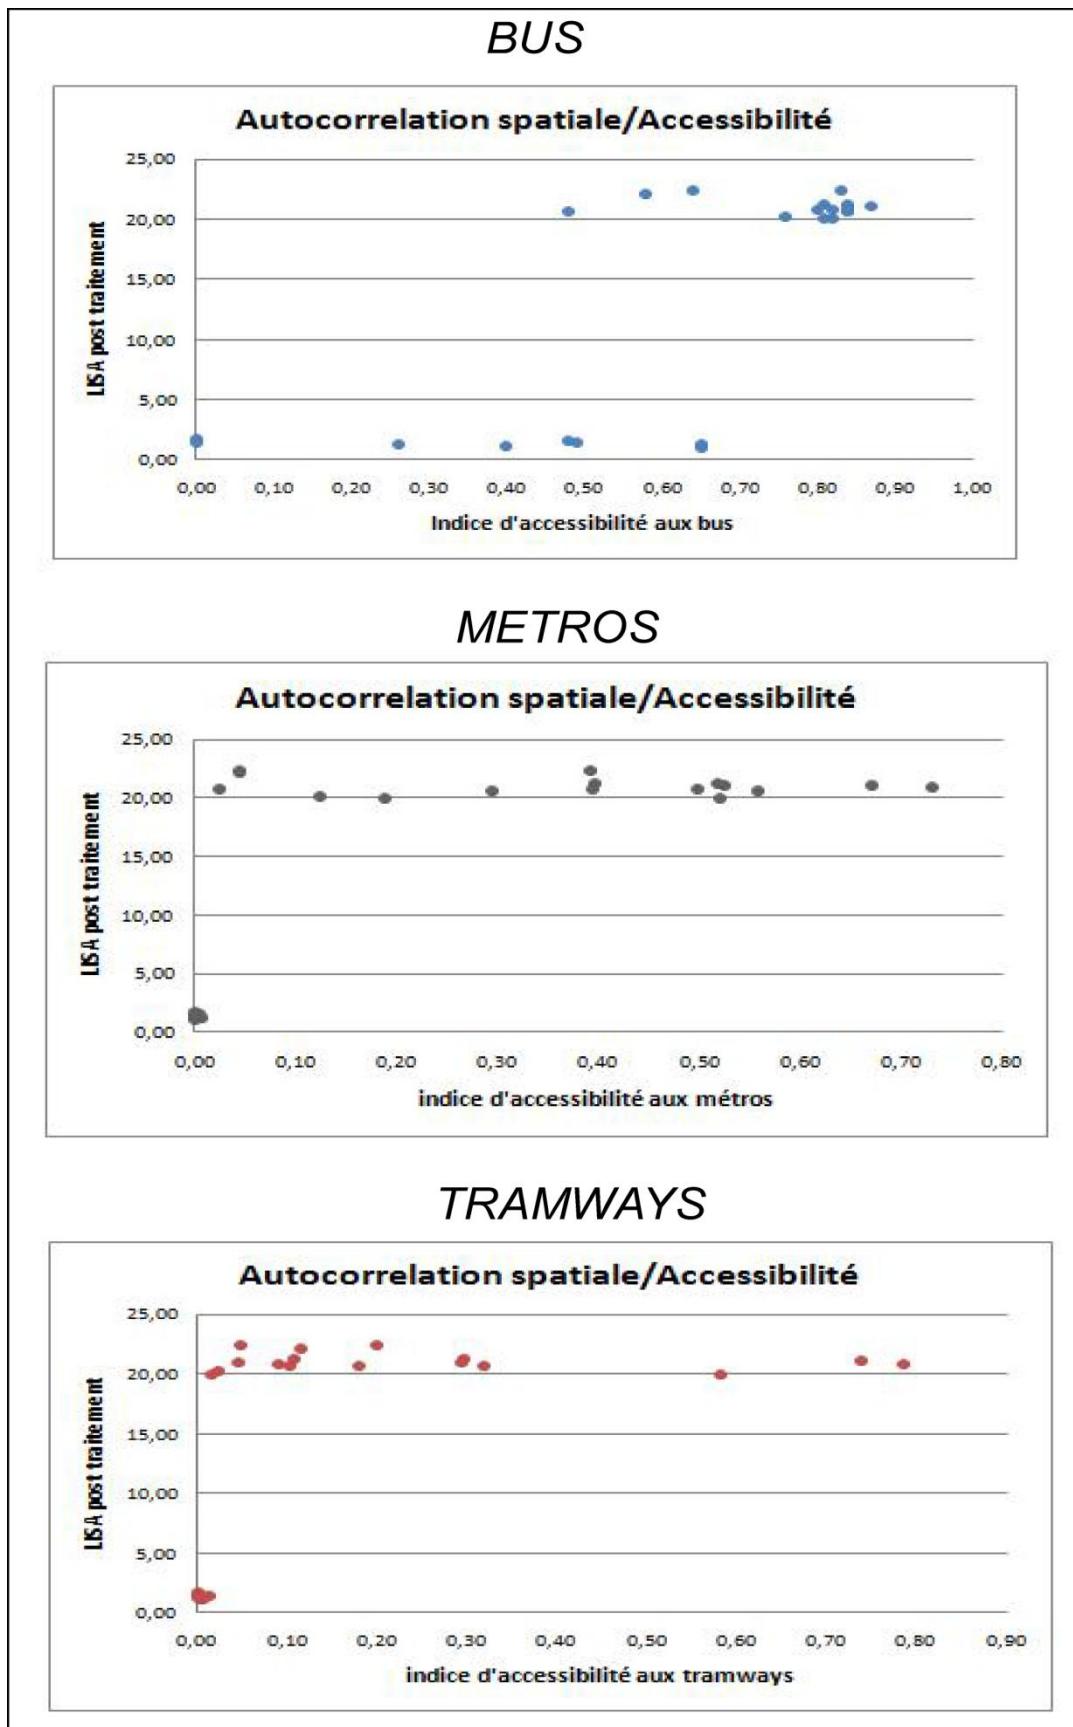 BUS
Autocorrelation spatiale/Accessibilité
LISA post traitement
25,00
20,00
15,00
10,00
5,00
0,00
0,00 0,10 0,20 0,30 0,40 0,50 0,60 0,70 0,80 0,90 1,00
Indice d'accessibilité aux bus
METROS
Autocorrelation spatiale/Accessibilité
LISA post traitement
25,00
20,00
15,00
10,00
5,00
0,00
0,00 0,10 0,20 0,30 0,40 0,50 0,60 0,70 0,80
indice d'accessibilité aux métros
TRAMWAYS
Autocorrelation spatiale/Accessibilité
LISA post traitement
25,00
20,00
15,00
10,00
5,00
0,00
0,00 0,10 0,20 0,30 0,40 0,50 0,60 0,70 0,80 0,90
indice d'accessibilité aux tramways